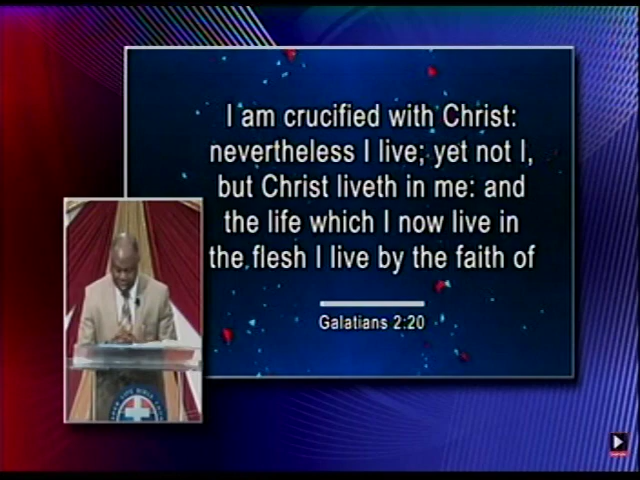 I am crucified with Christ:
nevertheless I live; yet not I,
but Christ liveth in me: and
the life which I now live in
the flesh I live by the faith of
Galatians 2:20